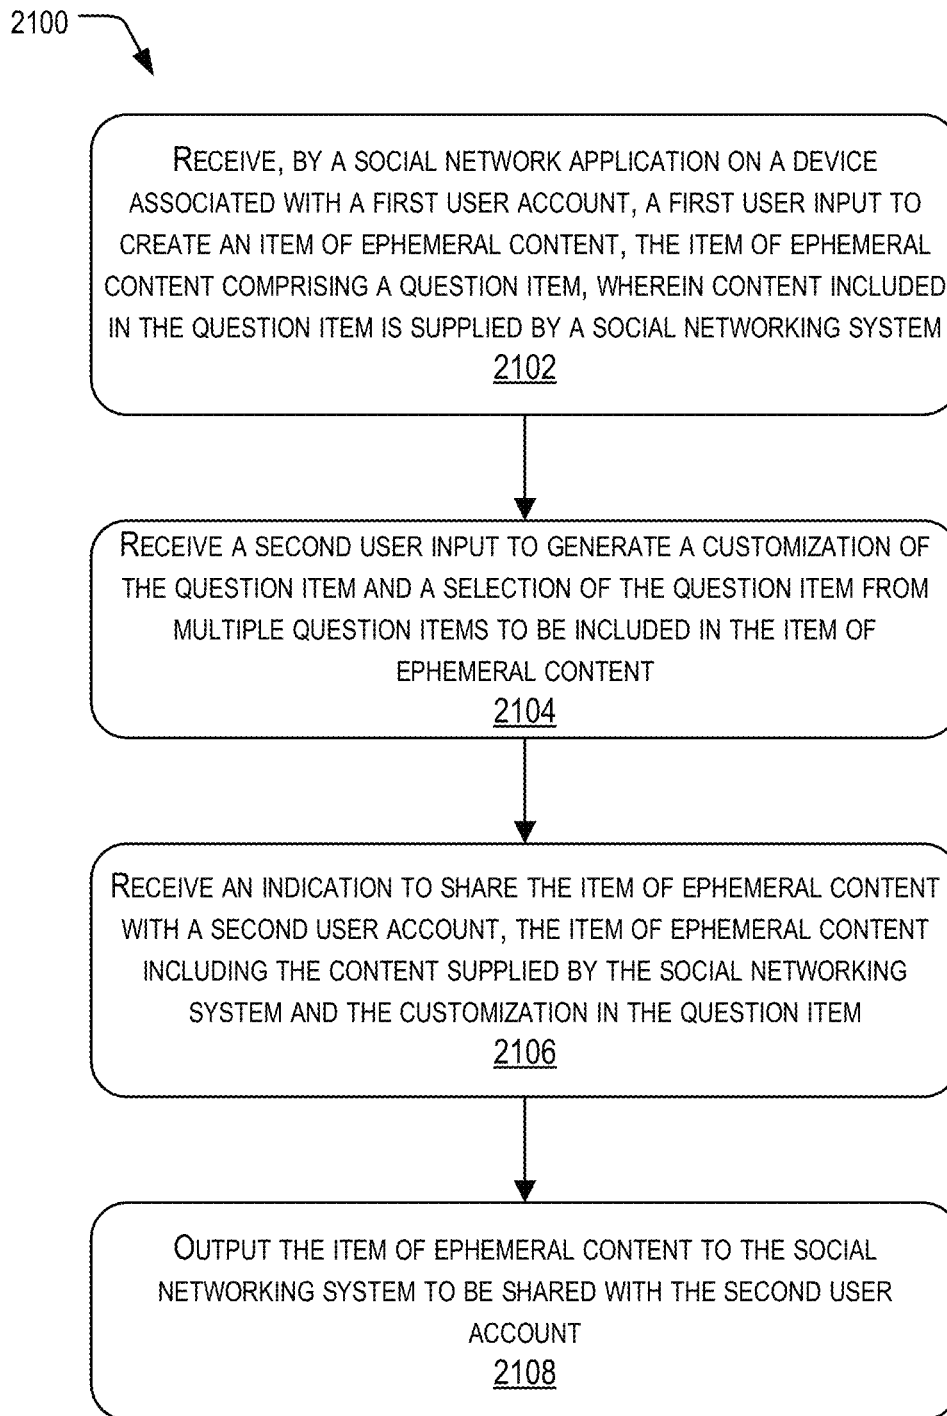 2100
RECEIVE, BY A SOCIAL NETWORK APPLICATION ON A DEVICE
ASSOCIATED WITH A FIRST USER ACCOUNT, A FIRST USER INPUT TO
CREATE AN ITEM OF EPHEMERAL CONTENT, THE ITEM OF EPHEMERAL
CONTENT COMPRISING A QUESTION ITEM, WHEREIN CONTENT INCLUDED
IN THE QUESTION ITEM IS SUPPLIED BY A SOCIAL NETWORKING SYSTEM
2102
RECEIVE A SECOND USER INPUT TO GENERATE A CUSTOMIZATION OF
THE QUESTION ITEM AND A SELECTION OF THE QUESTION ITEM FROM
MULTIPLE QUESTION ITEMS TO BE INCLUDED IN THE ITEM OF
EPHEMERAL CONTENT
2104
RECEIVE AN INDICATION TO SHARE THE ITEM OF EPHEMERAL CONTENT
WITH A SECOND USER ACCOUNT, THE ITEM OF EPHEMERAL CONTENT
INCLUDING THE CONTENT SUPPLIED BY THE SOCIAL NETWORKING
SYSTEM AND THE CUSTOMIZATION IN THE QUESTION ITEM
2106
OUTPUT THE ITEM OF EPHEMERAL CONTENT TO THE SOCIAL
NETWORKING SYSTEM TO BE SHARED WITH THE SECOND USER
ACCOUNT
2108